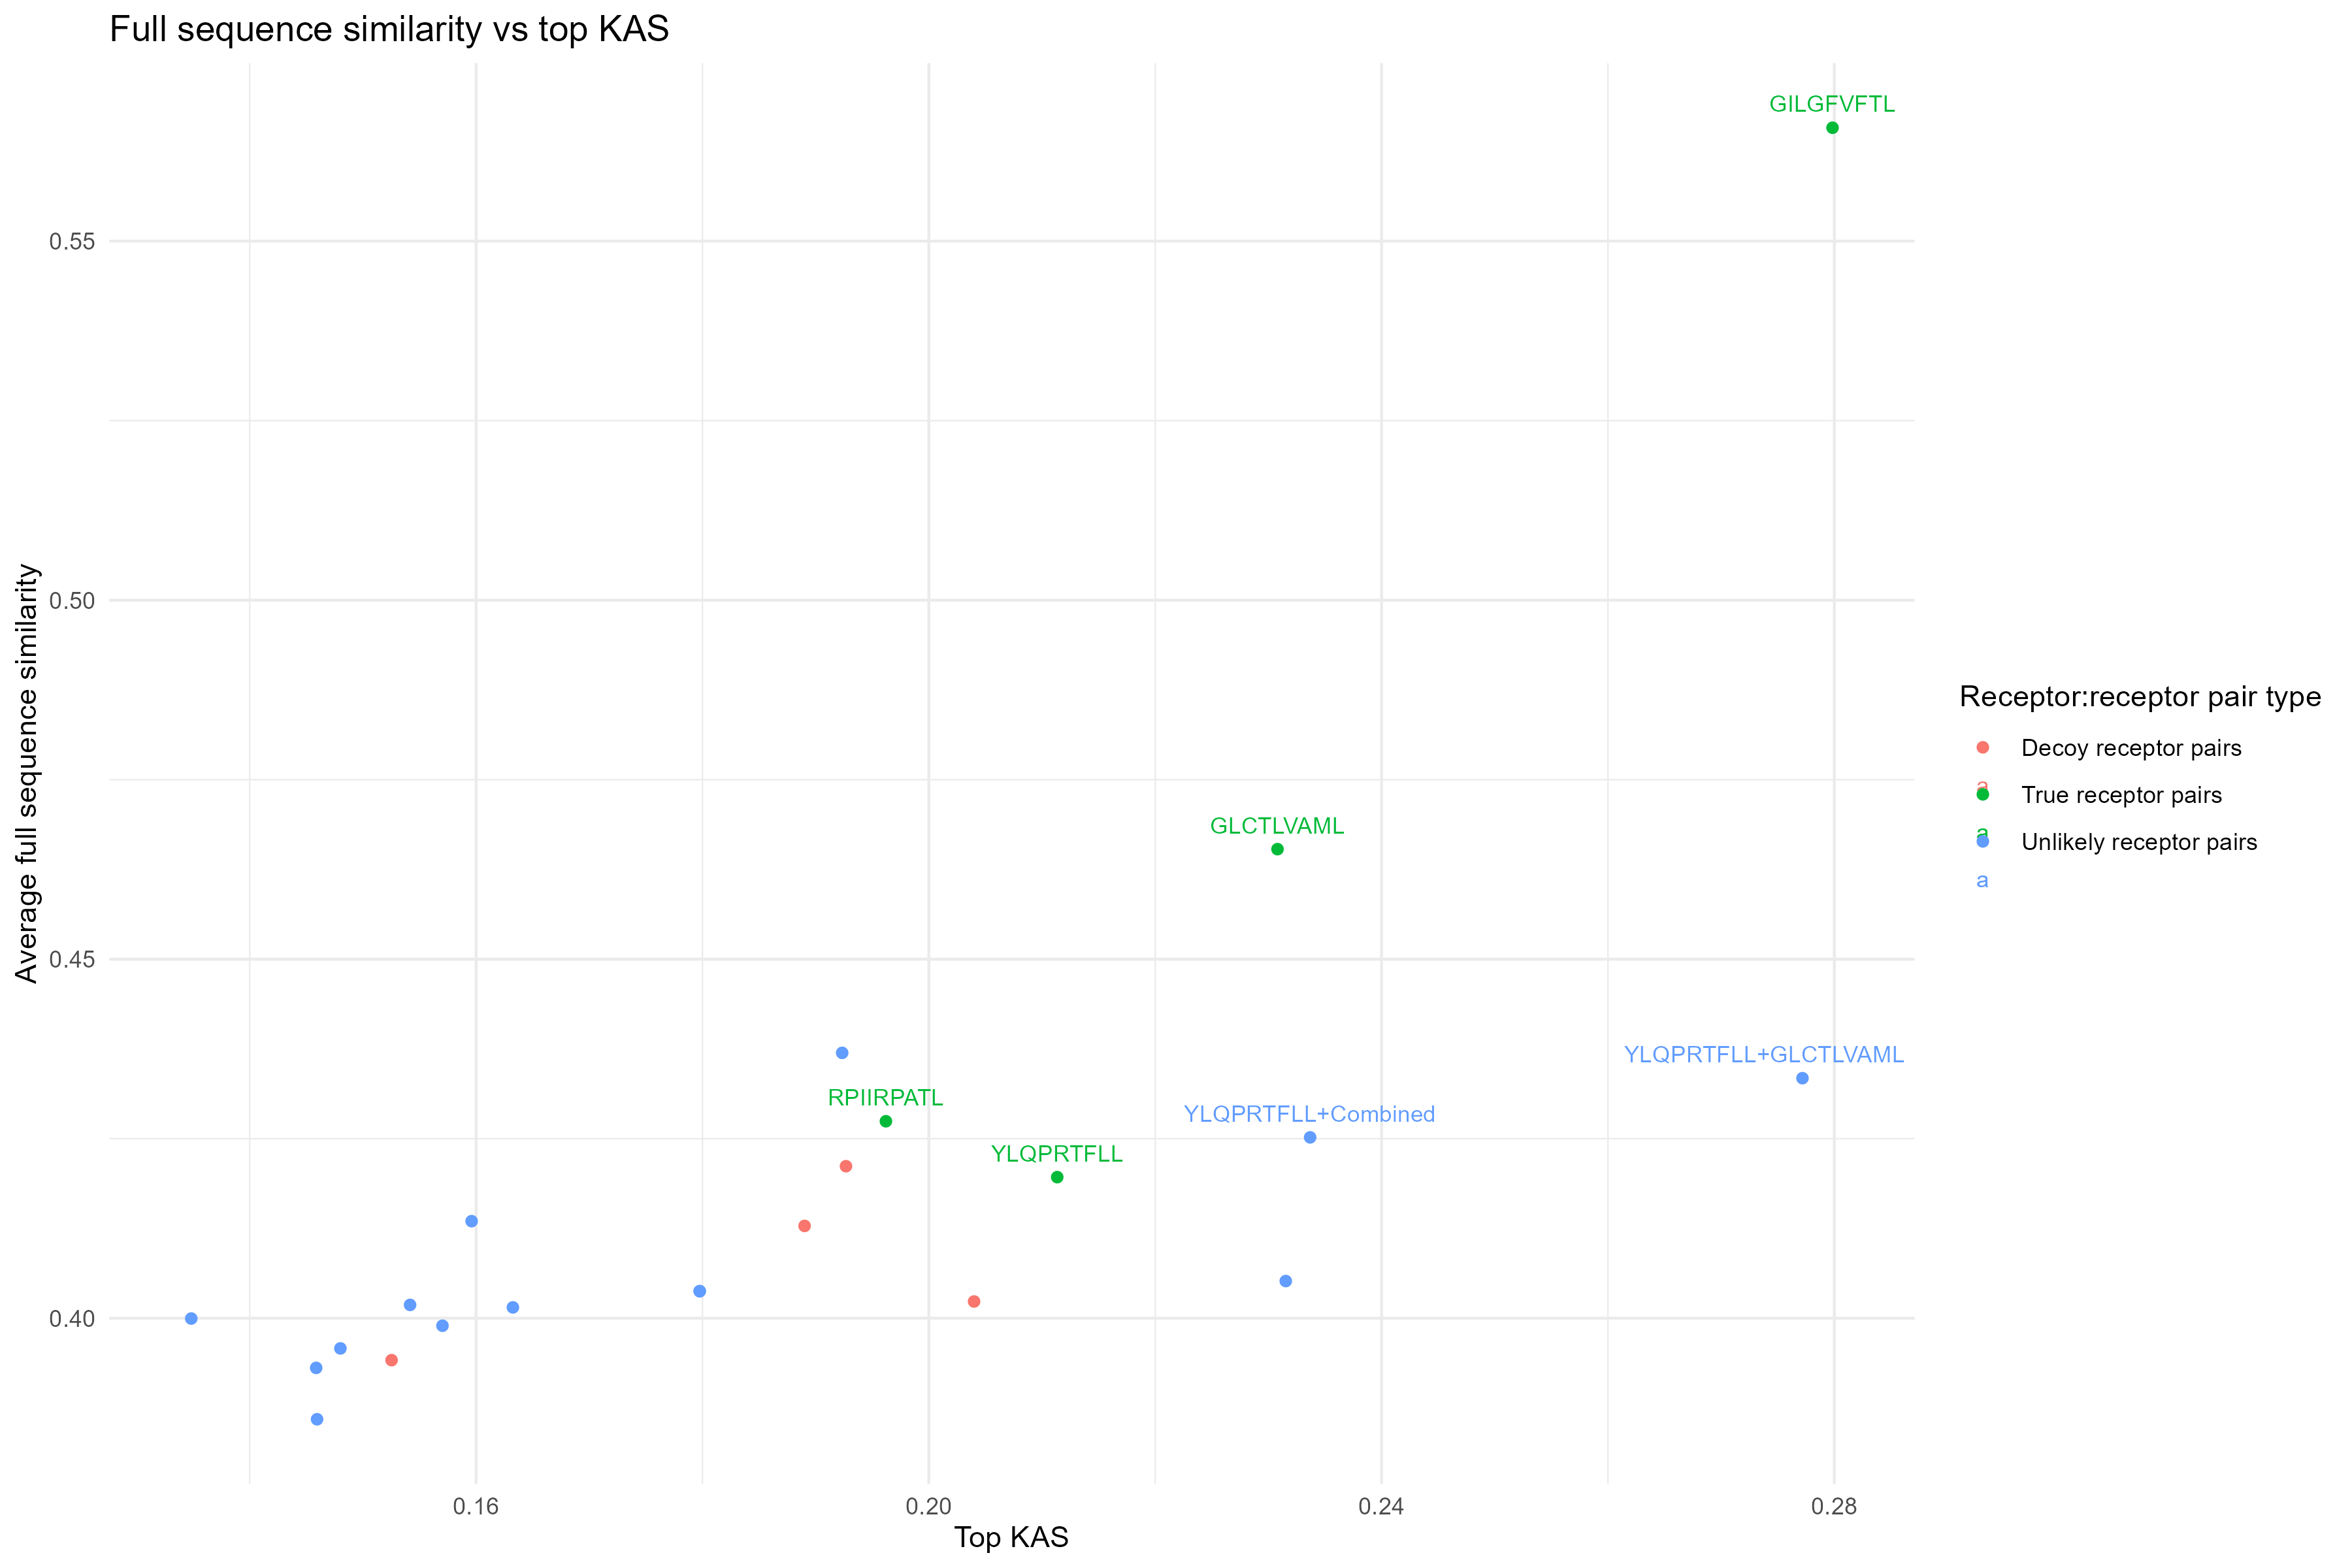 Full sequence similarity vs top KAS
GILGFVFTL
0.55
0.50
Average full sequence similarity
Receptor:receptor pair type
Decoy receptor pairs
a
True receptor pairs
a
Unlikely receptor pairs
a
GLCTLVAML
0.45
YLQPRTFLL+GLCTLVAML
RPIIRPATL
YLQPRTFLL+Combined
YLQPRTFLL
0.40
0.16
0.20
0.24
0.28
Top KAS